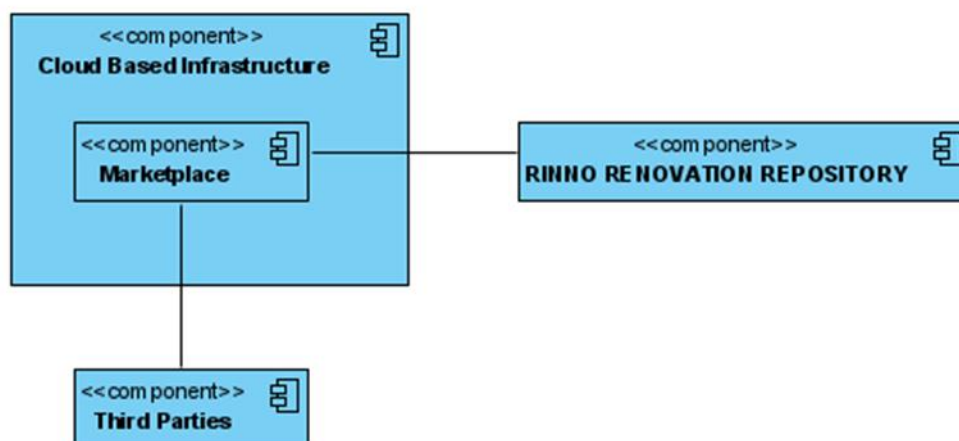 <<component>>
Cloud Based Infrastructure
<<component>>
Marketplace
<<component>>
RINNO RENOVATION REPOSITORY
<<component>>
Third Parties